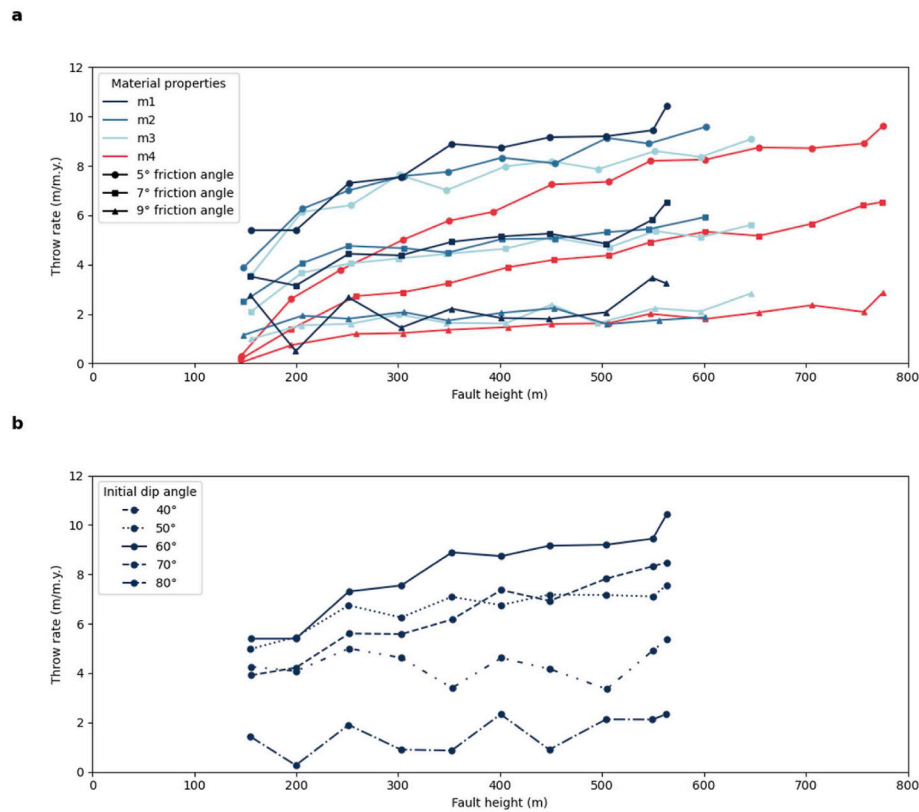 a
12
10
8
6
4
2
0
Throw rate (m/m.y.)
Material properties
m1
m2
m3
m4
5° friction angle
7° friction angle
9° friction angle
0 100 200 300 400 500 600 700 800
Fault height (m)
b
12
10
8
6
4
2
0
Throw rate (m/m.y.)
Initial dip angle
40°
50°
60°
70°
80°
0 100 200 300 400 500 600 700 800
Fault height (m)